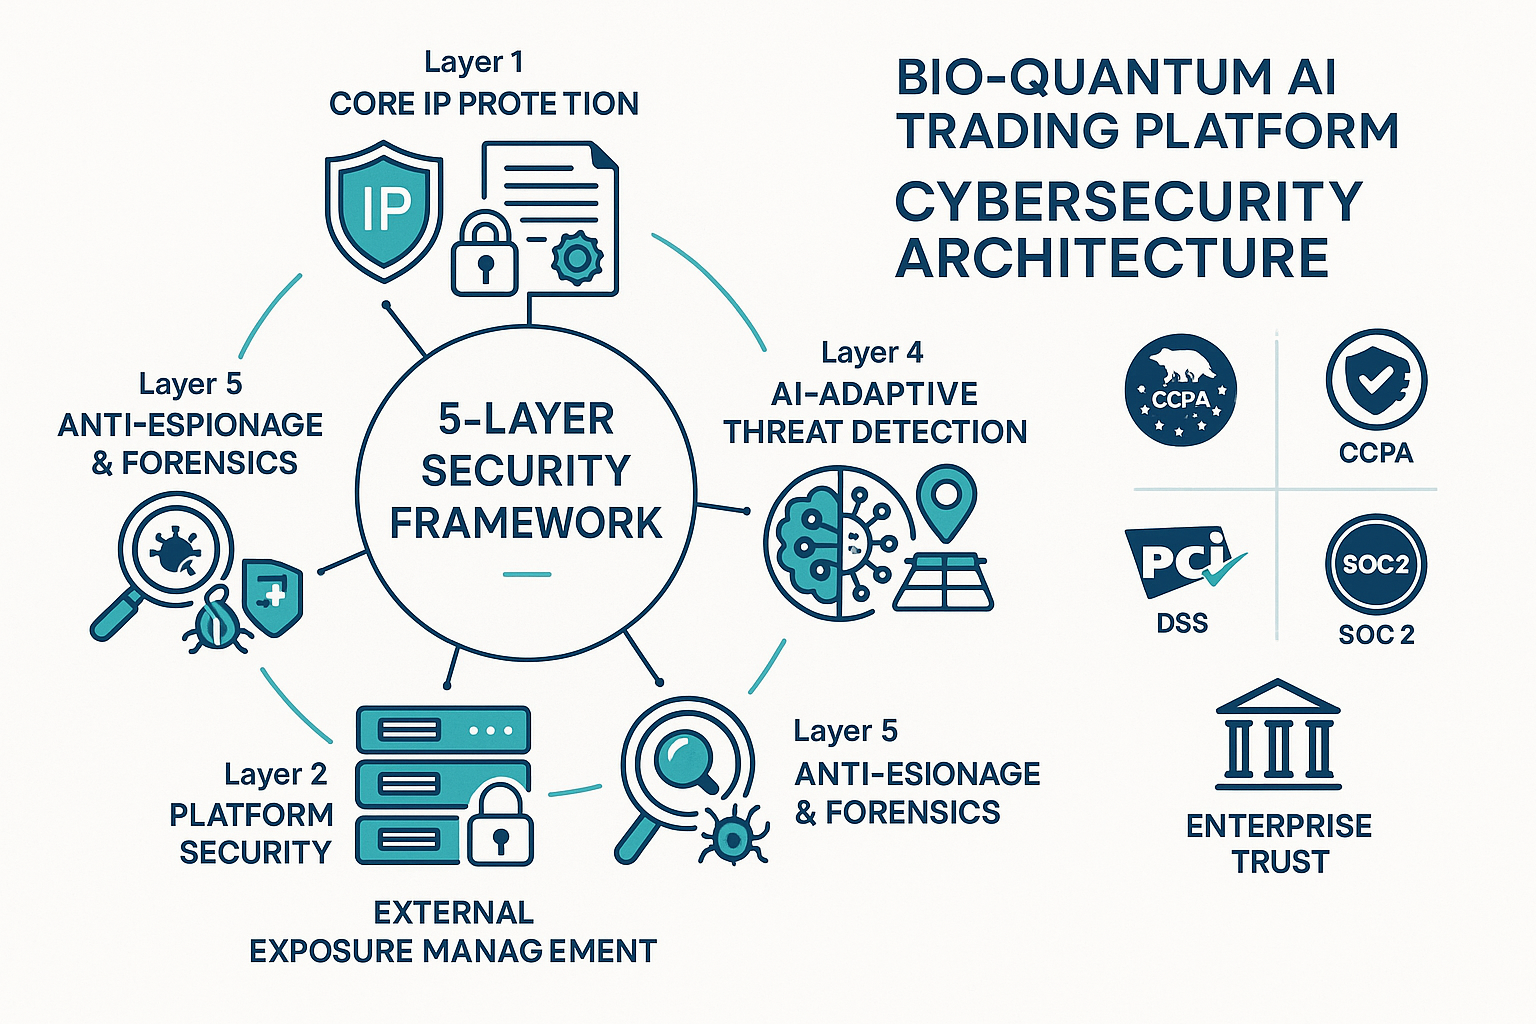 Layer 1
CORE IP PROTE TION
IP
BIO-QUANTUM AI
TRADING PLATFORM
CYBERSECURITY
ARCHITECTURE
Layer 5
ANTI-ESPIONAGE
& FORENSICS
5-LAYER
SECURITY
FRAMEWORK
Layer 4
AI-ADAPTIVE
THREAT DETECTION
CCPA
CCPA
PCi
DSS
SOC2
SOC 2
Layer 2
PLATFORM
SECURITY
Layer 5
ANTI-ESIONAGE
& FORENSICS
EXTERNAL
EXPOSURE MANAGEMENT
ENTERPRISE
TRUST